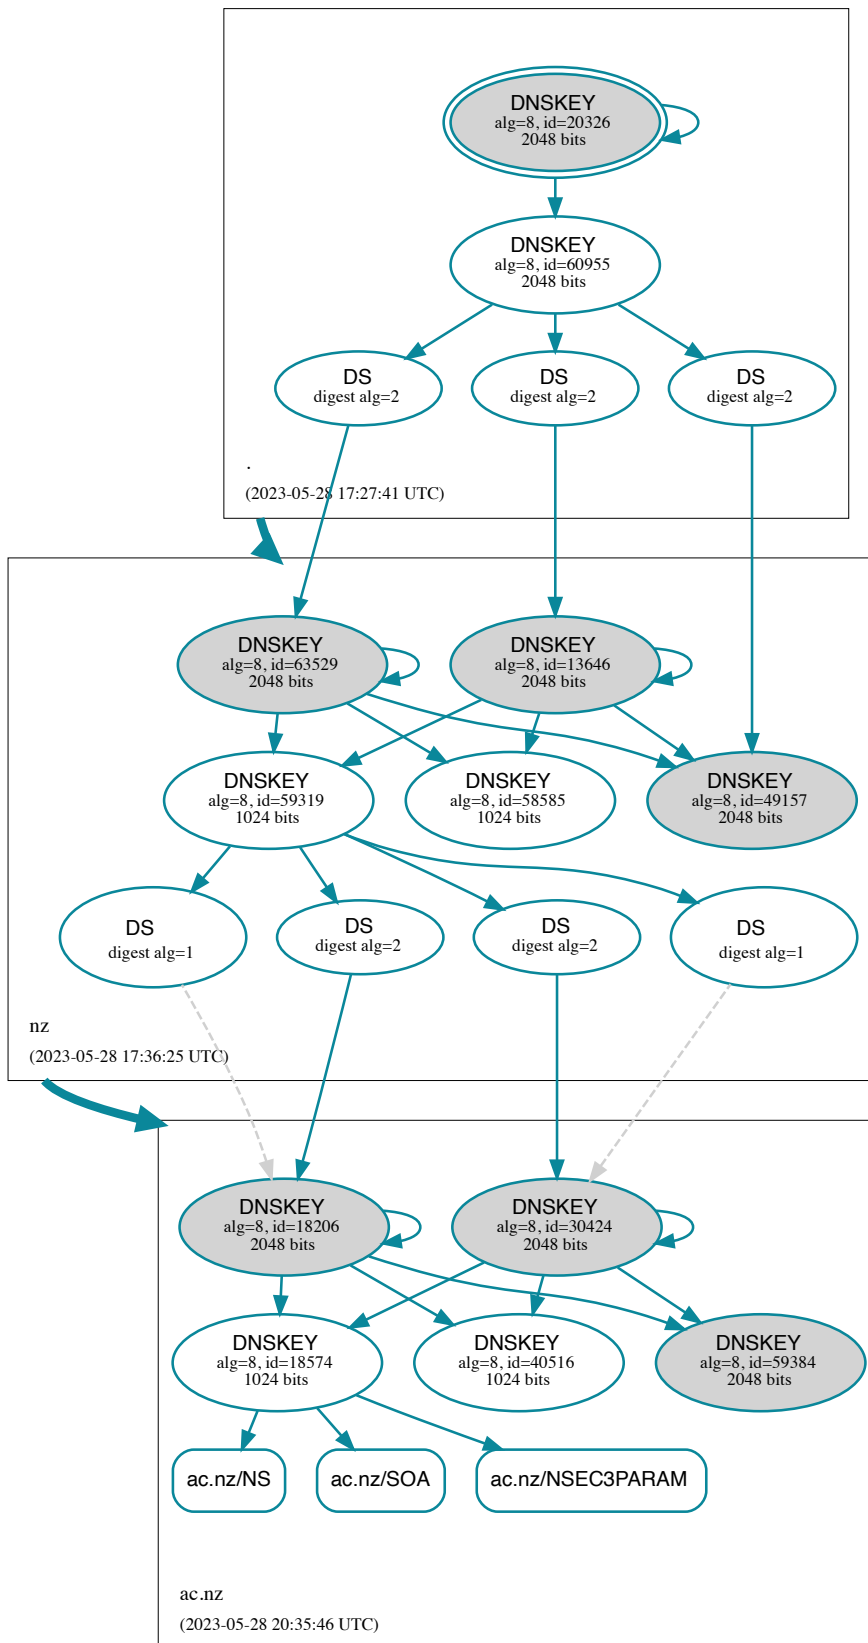 DNSKEY
alg=8, id=20326
2048 bits
DNSKEY
alg=8, id=60955
2048 bits
DS
digest alg=2
DS
digest alg=2
DS
digest alg=2
.
(2023-05-28 17:27:41 UTC)
DNSKEY
alg=8, id=63529
2048 bits
DNSKEY
alg=8, id=13646
2048 bits
DNSKEY
alg=8, id=59319
1024 bits
DNSKEY
alg=8, id=58585
1024 bits
DNSKEY
alg=8, id=49157
2048 bits
DS
digest alg=1
DS
digest alg=2
DS
digest alg=2
DS
digest alg=1
nz
(2023-05-28 17:36:25 UTC)
DNSKEY
alg=8, id=18206
2048 bits
DNSKEY
alg=8, id=30424
2048 bits
DNSKEY
alg=8, id=18574
1024 bits
DNSKEY
alg=8, id=40516
1024 bits
DNSKEY
alg=8, id=59384
2048 bits
ac.nz/NS
ac.nz/SOA
ac.nz/NSEC3PARAM
ac.nz
(2023-05-28 20:35:46 UTC)